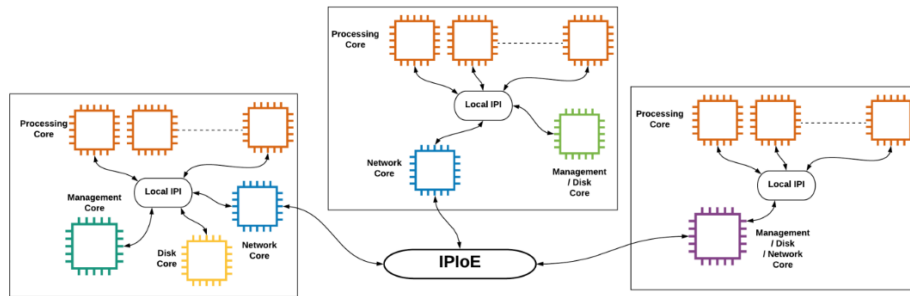 Processing
Core
Local IPI
Management
Core
Disk
Core
Network
Core
Processing
Core
Local IPI
Network
Core
Management
/ Disk
Core
IPIoE
Processing
Core
Local IPI
Management
/ Disk
/ Network
Core